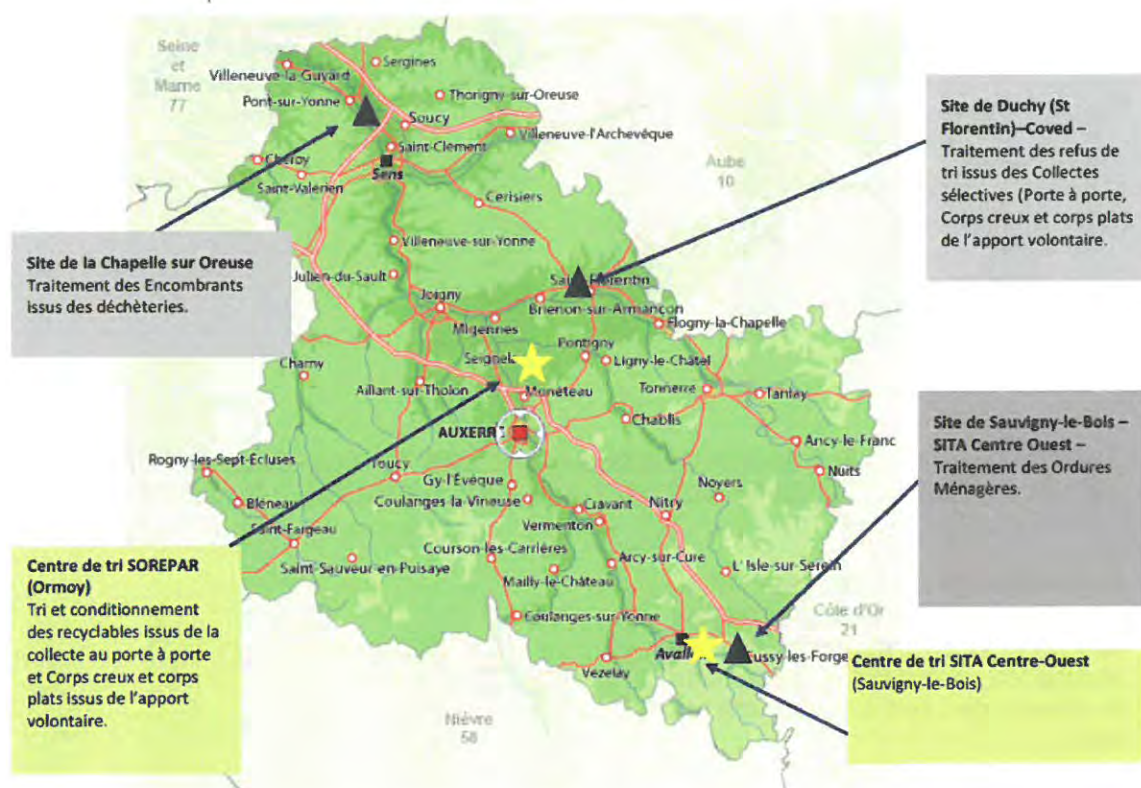 Seine
et
Marne
77
Villeneuve-la-Guyard
Sergines
Pont-sur-Yonne
Thorigny-sur-Oreuse
Soucy
Villeneuve-l'Archevêque
Saint-Clément
Chéroy
Saint-Valérien
Sens
Aube
10
Cerisiers
Villeneuve-sur-Yonne
Julien-du-Sault
Joigny
Brienon-sur-Armançon
Migennes
Flogny-la-Chapelle
Pontigny
Charny
Ligny-le-Châtel
Aillant-sur-Tholon
Monéteau
Tonnerre
Tanlay
Chablis
AUXERR
Ancy-le-Franc
Rogny-les-Sept-Ecluses
Toucy
Nuits
Gy-l'Evêque
Coulanges-la-Vineuse
Noyers
Bléneau
Cravant
Nitry
Saint-Fargeau
Vermenton
Courson-les-Carrières
Arcy-sur-Cure
Saint-Sauveur-en-Puisaye
Mailly-le-Château
L'Isle-sur-Serein
Coulanges-sur-Yonne
Côte d'Or
21
Vézelay
Nièvre
58
Site de la Chapelle sur Oreuse
Traitement des Encombrants
issus des déchèteries.
Site de Duchy (St
Florentin)–Coved –
Traitement des refus de
tri issus des Collectes
sélectives (Porte à porte,
Corps creux et corps plats
de l'apport volontaire.
Site de Sauvigny-le-Bois –
SITA Centre Ouest –
Traitement des Ordures
Ménagères.
Centre de tri SOREPAR
(Ormoy)
Tri et conditionnement
des recyclables issus de la
collecte au porte à porte
et Corps creux et corps
plats issus de l'apport
volontaire.
Centre de tri SITA Centre-Ouest
(Sauvigny-le-Bois)